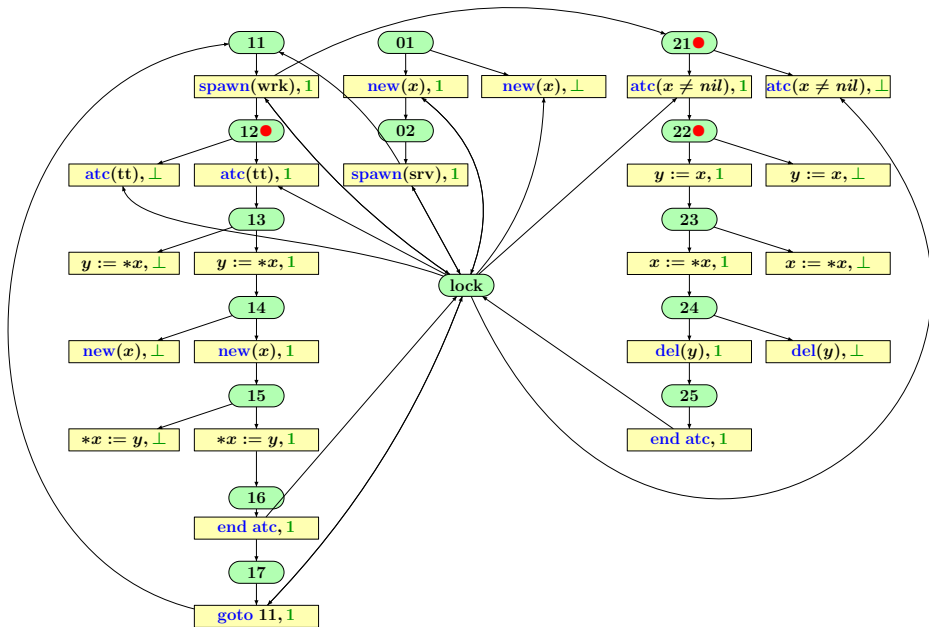 11
01
21
spawn(wrk), 1
new(x), 1
new(x), ⊥
atc(x ≠ nil), 1
atc(x ≠ nil), ⊥
12
02
22
atc(tt), ⊥
atc(tt), 1
spawn(srv), 1
y := x, 1
y := x, ⊥
13
23
y := *x, ⊥
y := *x, 1
x := *x, 1
x := *x, ⊥
lock
14
24
new(x), ⊥
new(x), 1
del(y), 1
del(y), ⊥
15
25
*x := y, ⊥
*x := y, 1
end atc, 1
16
end atc, 1
17
goto 11, 1